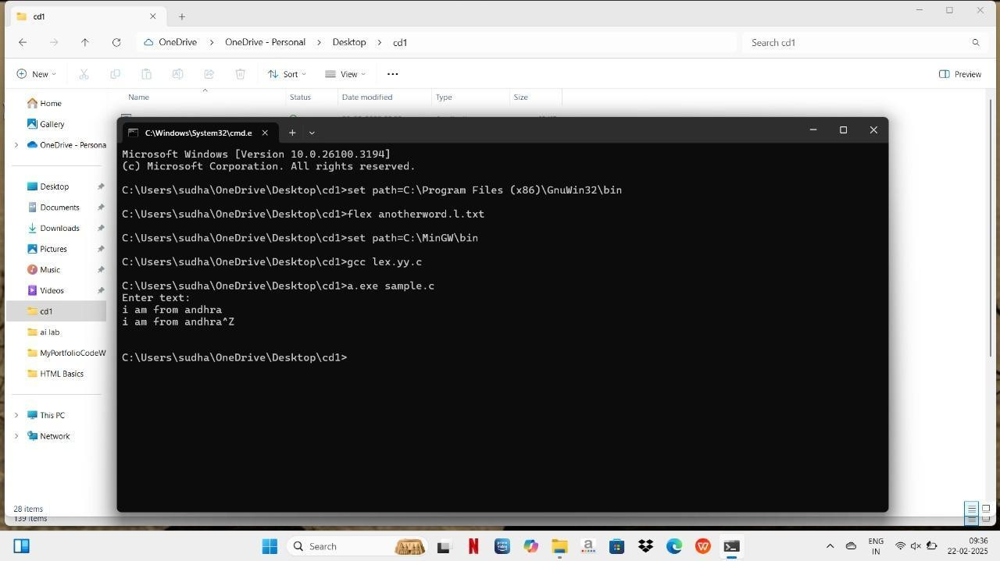 cd1
OneDrive > OneDrive - Personal > Desktop > cd1
Search cd1
New
Sort
View
Preview
Name Status Date modified Type Size
Home
Gallery
OneDrive - Persona
Desktop
Documents
Downloads
Pictures
Music
Videos
cd1
ai lab
MyPortfolioCodeW
HTML Basics
This PC
Network
28 items
139 items
C:\Windows\System32\cmd.e
Microsoft Windows [Version 10.0.26100.3194]
(c) Microsoft Corporation. All rights reserved.
C:\Users\sudha\OneDrive\Desktop\cd1>set path=C:\Program Files (x86)\GnuWin32\bin
C:\Users\sudha\OneDrive\Desktop\cd1>flex anotherword.l.txt
C:\Users\sudha\OneDrive\Desktop\cd1>set path=C:\MinGW\bin
C:\Users\sudha\OneDrive\Desktop\cd1>gcc lex.yy.c
C:\Users\sudha\OneDrive\Desktop\cd1>a.exe sample.c
Enter text:
i am from andhra
i am from andhra^Z
C:\Users\sudha\OneDrive\Desktop\cd1>
Search
ENG
IN
09:36
22-02-2025